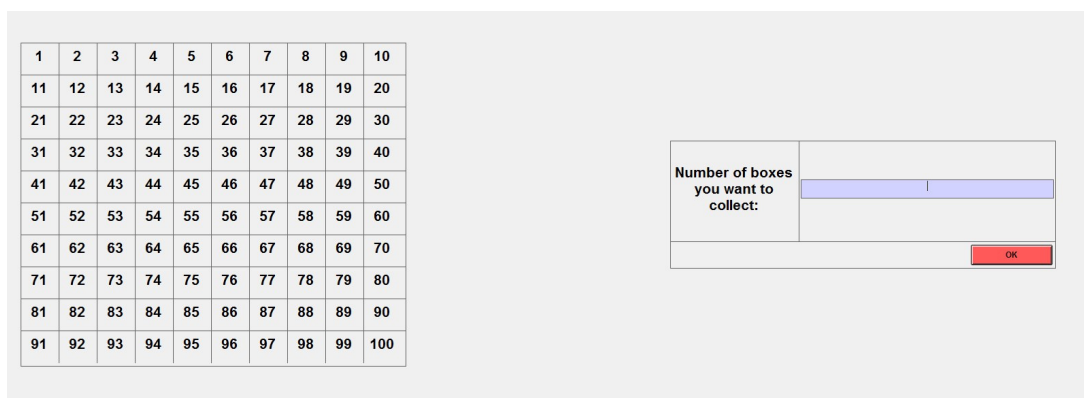 1 2 3 4 5 6 7 8 9 10
11 12 13 14 15 16 17 18 19 20
21 22 23 24 25 26 27 28 29 30
31 32 33 34 35 36 37 38 39 40
41 42 43 44 45 46 47 48 49 50
51 52 53 54 55 56 57 58 59 60
61 62 63 64 65 66 67 68 69 70
71 72 73 74 75 76 77 78 79 80
81 82 83 84 85 86 87 88 89 90
91 92 93 94 95 96 97 98 99 100
Number of boxes
you want to
collect:
OK